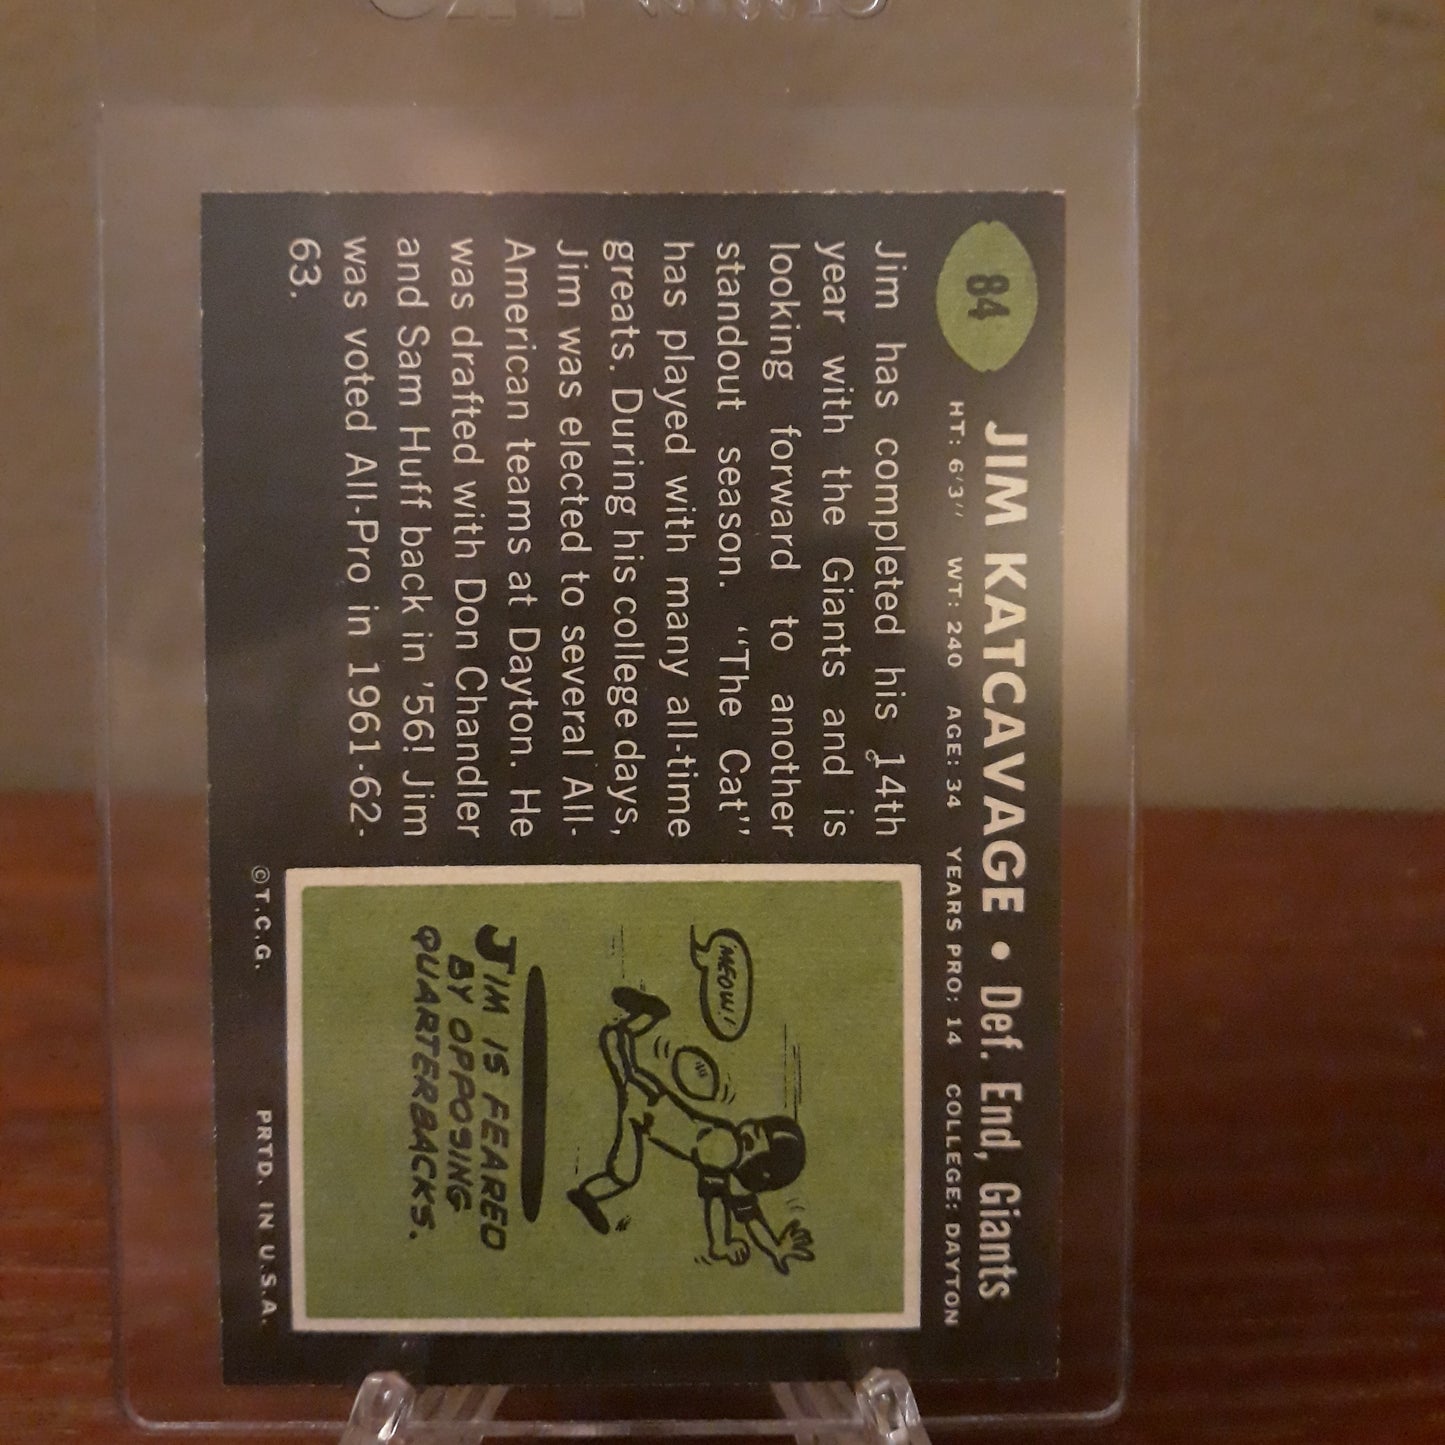 84
JIM KATCAVAGE • Def. End, Giants
HT: 6'3" WT: 240 AGE: 34 YEARS PRO: 14 COLLEGE: DAYTON
Jim has completed his 14th
year with the Giants and is
looking forward to another
standout season. "The Cat"
has played with many all-time
greats. During his college days,
Jim was elected to several All-
American teams at Dayton. He
was drafted with Don Chandler
and Sam Huff back in '56! Jim
was voted All-Pro in 1961-62-
63.
MEOW!
JIM IS FEARED
BY OPPOSING
QUARTERBACKS.
©T.C.G. PRTD. IN U.S.A.